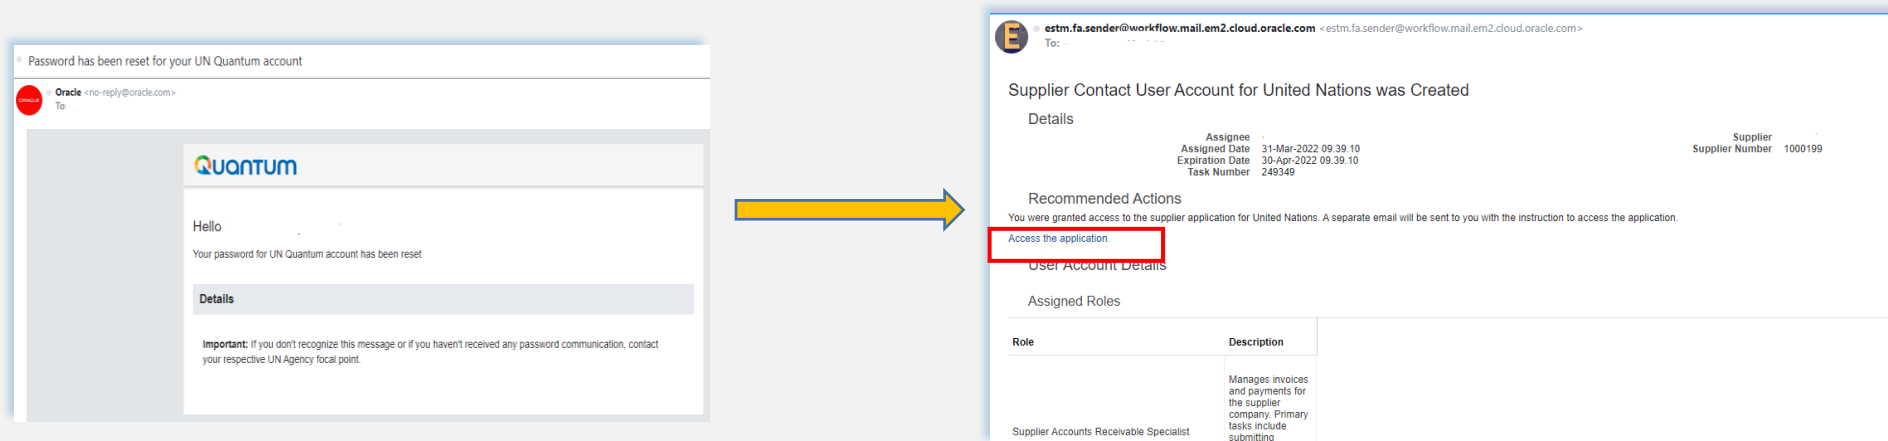 Password has been reset for your UN Quantum account
ORACLE
Oracle <no-reply@oracle.com>
To:
QUANTUM
Hello
Your password for UN Quantum account has been reset
Details
Important: If you don't recognize this message or if you haven't received any password communication, contact
your respective UN Agency focal point.
E
estm.fa.sender@workflow.mail.em2.cloud.oracle.com <estm.fa.sender@workflow.mail.em2.cloud.oracle.com>
To:
Supplier Contact User Account for United Nations was Created
Details
Assignee
Supplier
Assigned Date 31-Mar-2022 09.39.10
Supplier Number 1000199
Expiration Date 30-Apr-2022 09.39.10
Task Number 249349
Recommended Actions
You were granted access to the supplier application for United Nations. A separate email will be sent to you with the instruction to access the application.
Access the application.
User Account Details
Assigned Roles
Role Description
Manages invoices
and payments for
the supplier
company. Primary
tasks include
Supplier Accounts Receivable Specialist submitting